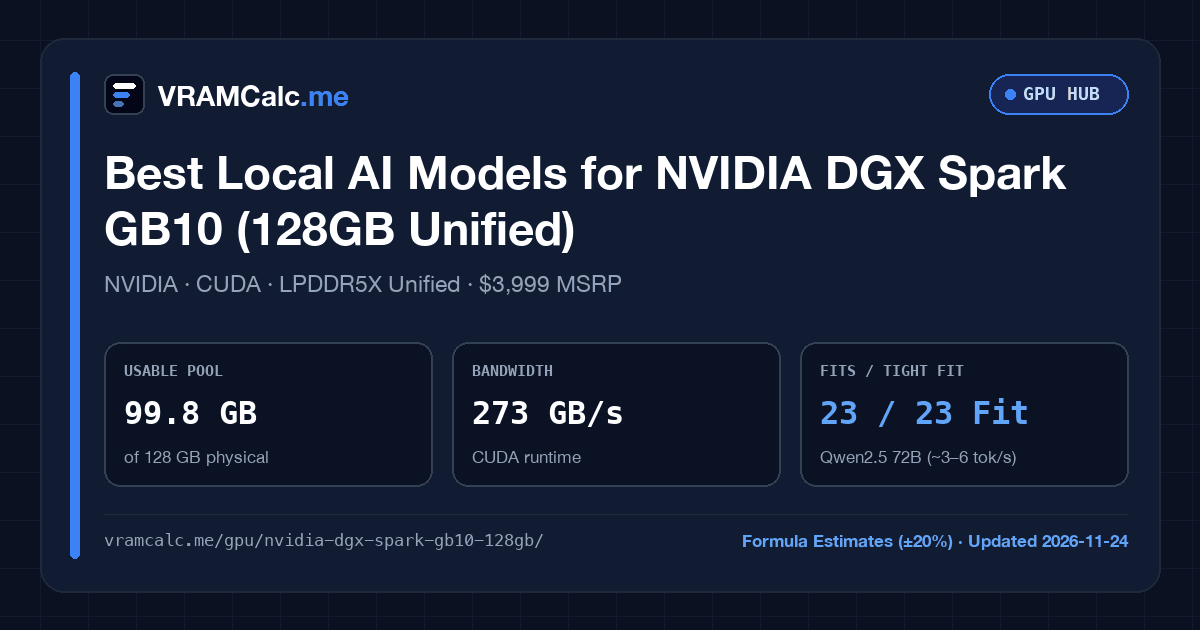 VRAMCalc.me
GPU HUB
Best Local AI Models for NVIDIA DGX Spark
GB10 (128GB Unified)
NVIDIA · CUDA · LPDDR5X Unified · $3,999 MSRP
USABLE POOL
99.8 GB
of 128 GB physical
BANDWIDTH
273 GB/s
CUDA runtime
FITS / TIGHT FIT
23 / 23 Fit
Qwen2.5 72B (~3–6 tok/s)
vramcalc.me/gpu/nvidia-dgx-spark-gb10-128gb/
Formula Estimates (±20%) · Updated 2026-11-24